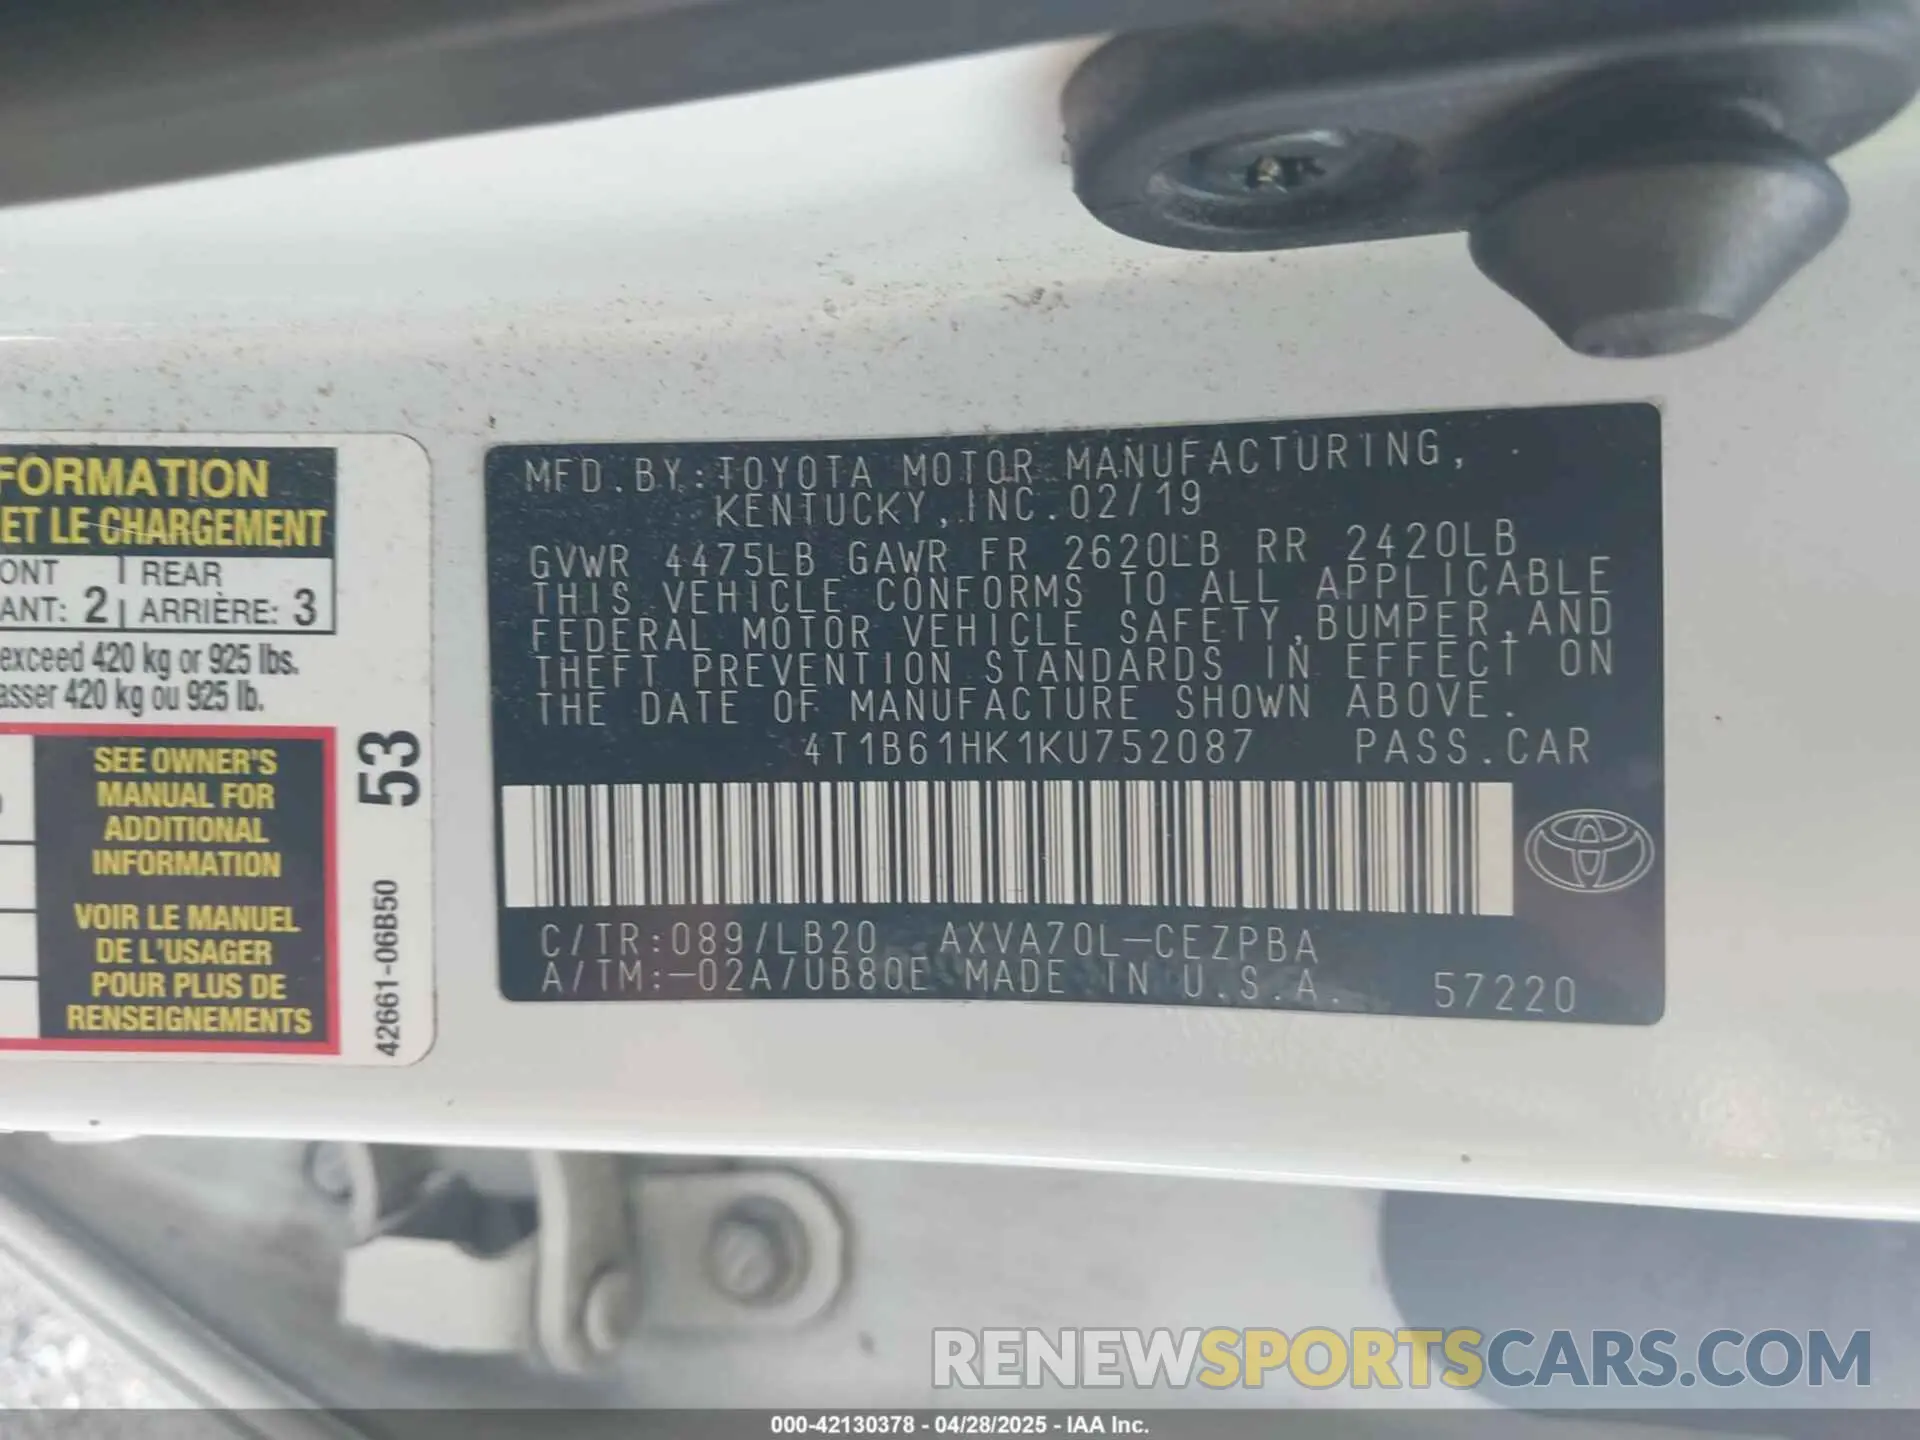 FORMATION
ET LE CHARGEMENT
ONT | REAR
ANT: 2 | ARRIÈRE: 3
exceed 420 kg or 925 lbs.
asser 420 kg ou 925 lb.
SEE OWNER'S
MANUAL FOR
ADDITIONAL
INFORMATION
VOIR LE MANUEL
DE L'USAGER
POUR PLUS DE
RENSEIGNEMENTS
53
42661-06B50
MFD.BY:TOYOTA MOTOR MANUFACTURING,
KENTUCKY,INC.02/19
GVWR 4475LB GAWR FR 2620LB RR 2420LB
THIS VEHICLE CONFORMS TO ALL APPLICABLE
FEDERAL MOTOR VEHICLE SAFETY,BUMPER,AND
THEFT PREVENTION STANDARDS IN EFFECT ON
THE DATE OF MANUFACTURE SHOWN ABOVE.
4T1B61HK1KU752087 PASS.CAR
C/TR:089/LB20 AXVA70L-CEZPBA
A/TM:-02A/UB80E MADE IN U.S.A. 57220
RENEWSPORTSCARS.COM
000-42130378 - 04/28/2025 - IAA Inc.